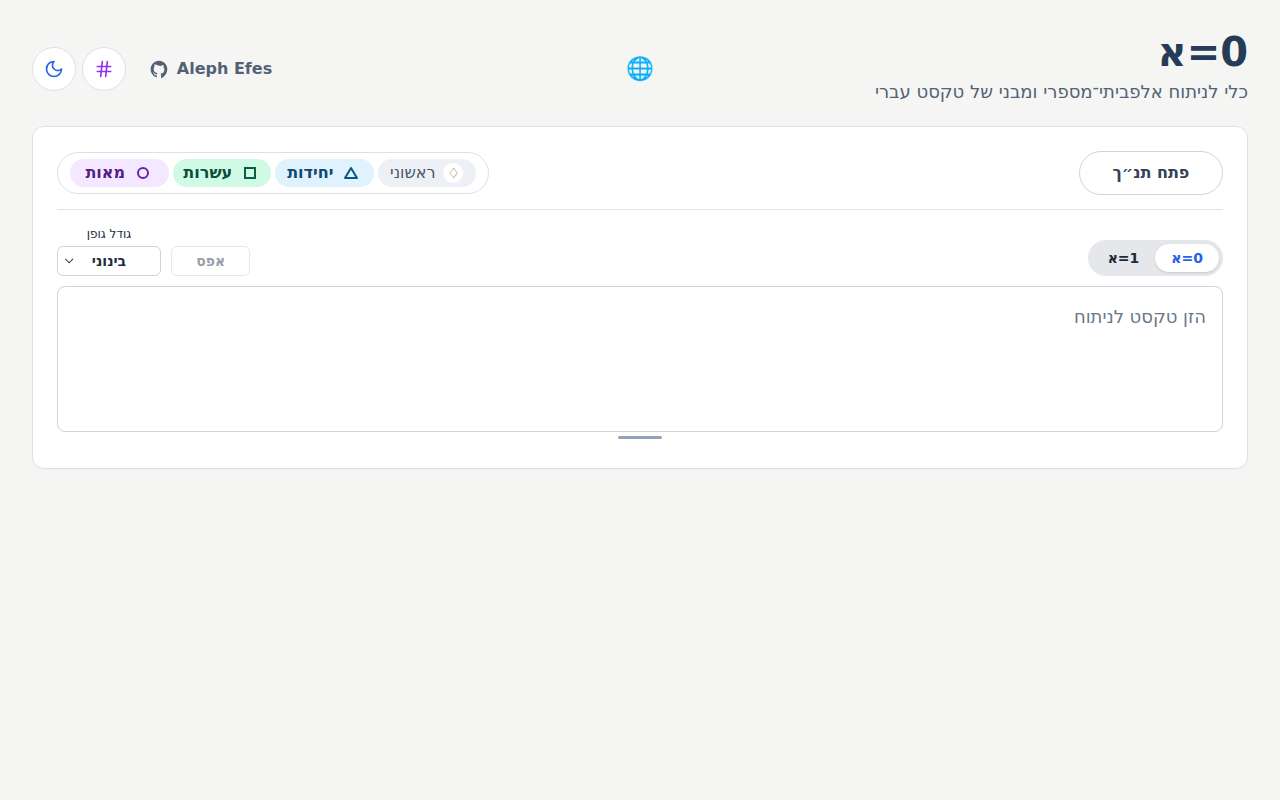 א=0
כלי לניתוח אלפביתי־מספרי ומבני של טקסט עברי
Aleph Efes
פתח תנ״ך
ראשוני
יחידות
עשרות
מאות
א=0
א=1
אפס
גודל גופן
בינוני
הזן טקסט לניתוח